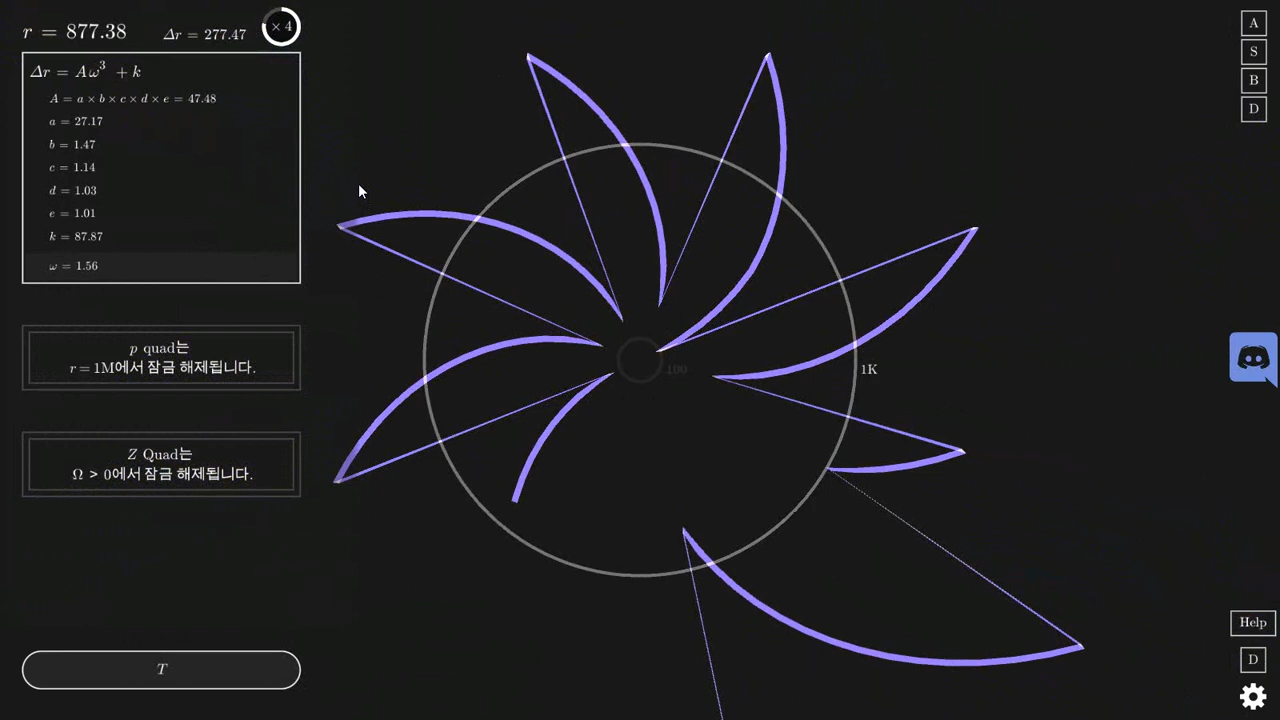 r = 877.38
Δr = 277.47
× 4
Δr = Aω³ + k
A = a × b × c × d × e = 47.48
a = 27.17
b = 1.47
c = 1.14
d = 1.03
e = 1.01
k = 87.87
ω = 1.56
p quad는
r = 1M에서 잠금 해제됩니다.
Z Quad는
Ω > 0에서 잠금 해제됩니다.
T
100
1K
A
S
B
D
Help
D